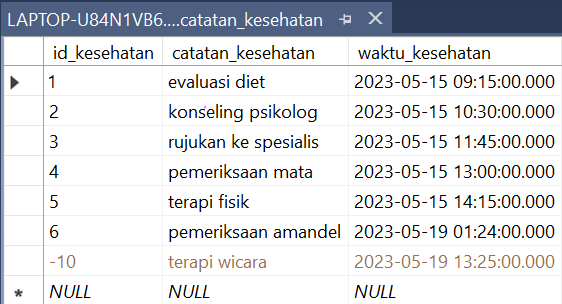 LAPTOP-U84N1VB6....catatan_kesehatan
id_kesehatan catatan_kesehatan waktu_kesehatan
1 evaluasi diet 2023-05-15 09:15:00.000
2 konseling psikolog 2023-05-15 10:30:00.000
3 rujukan ke spesialis 2023-05-15 11:45:00.000
4 pemeriksaan mata 2023-05-15 13:00:00.000
5 terapi fisik 2023-05-15 14:15:00.000
6 pemeriksaan amandel 2023-05-19 01:24:00.000
-10 terapi wicara 2023-05-19 13:25:00.000
NULL NULL NULL